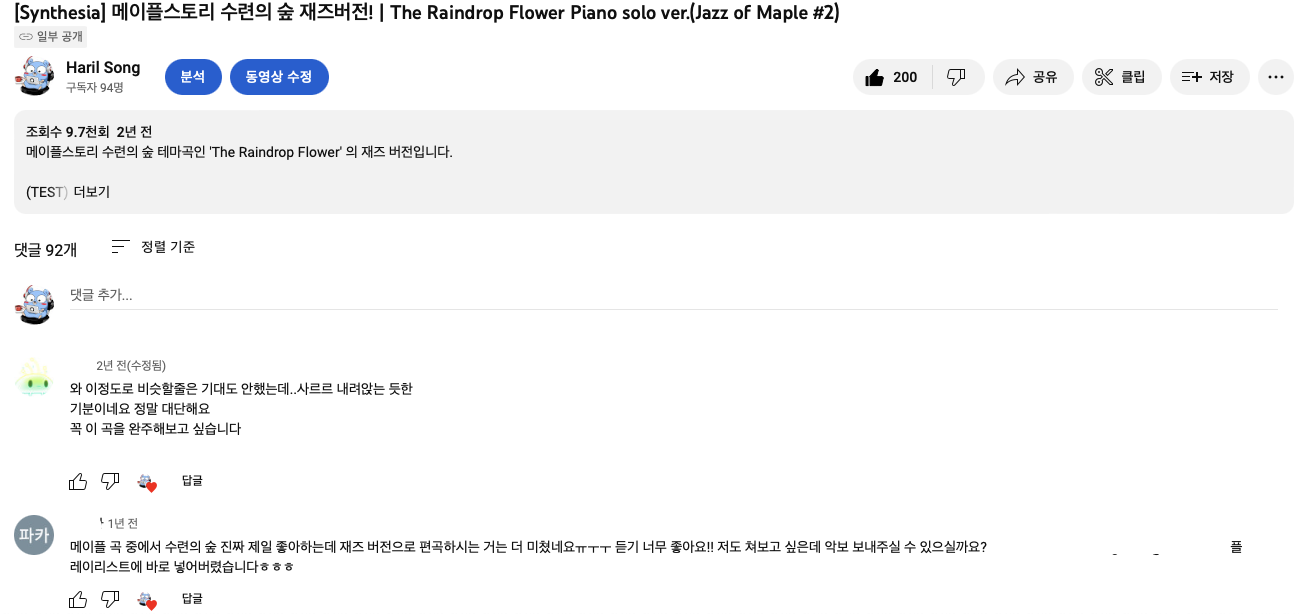 [Synthesia] 메이플스토리 수련의 숲 재즈버전! | The Raindrop Flower Piano solo ver.(Jazz of Maple #2)
일부 공개
Haril Song
구독자 94명
분석
동영상 수정
200
공유
클립
저장
조회수 9.7천회 2년 전
메이플스토리 수련의 숲 테마곡인 'The Raindrop Flower' 의 재즈 버전입니다.
(TEST) 더보기
댓글 92개
정렬 기준
댓글 추가...
2년 전(수정됨)
와 이정도로 비슷할줄은 기대도 안했는데..사르르 내려앉는 듯한
기분이네요 정말 대단해요
꼭 이 곡을 완주해보고 싶습니다
답글
파카
1년 전
메이플 곡 중에서 수련의 숲 진짜 제일 좋아하는데 재즈 버전으로 편곡하시는 거는 더 미쳤네요ㅠㅜㅜ 듣기 너무 좋아요!! 저도 쳐보고 싶은데 악보 보내주실 수 있으실까요? 플
레이리스트에 바로 넣어버렸습니다ㅎㅎㅎ
답글